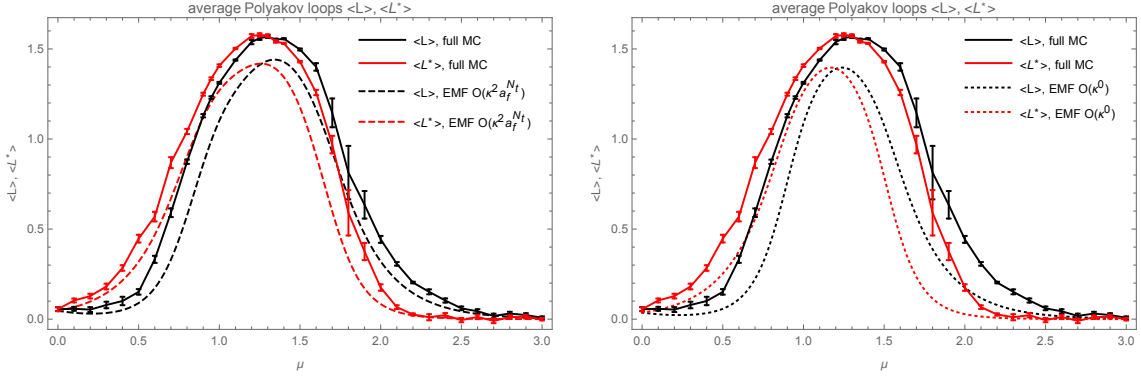 average Polyakov loops <L>, <L*>
<L>, <L*>
1.5
1.0
0.5
0.0
<L>, full MC
<L*>, full MC
<L>, EMF O(κ²a_f^{N_t})
<L*>, EMF O(κ²a_f^{N_t})
0.0 0.5 1.0 1.5 2.0 2.5 3.0
μ
average Polyakov loops <L>, <L*>
<L>, <L*>
1.5
1.0
0.5
0.0
<L>, full MC
<L*>, full MC
<L>, EMF O(κ⁰)
<L*>, EMF O(κ⁰)
0.0 0.5 1.0 1.5 2.0 2.5 3.0
μ